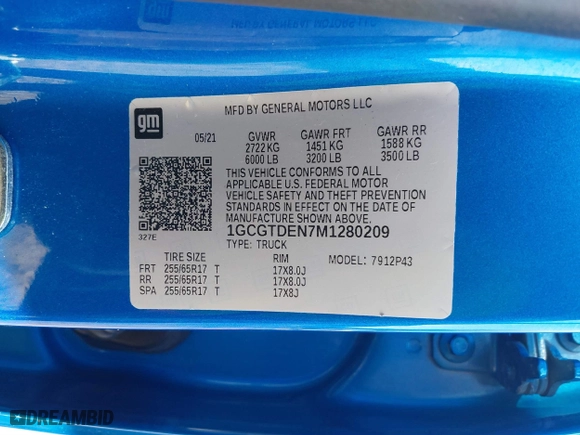 gm
MFD BY GENERAL MOTORS LLC
05/21 GVWR GAWR FRT GAWR RR
2722 KG 1451 KG 1588 KG
6000 LB 3200 LB 3500 LB
THIS VEHICLE CONFORMS TO ALL
APPLICABLE U.S. FEDERAL MOTOR
VEHICLE SAFETY AND THEFT PREVENTION
STANDARDS IN EFFECT ON THE DATE OF
MANUFACTURE SHOWN ABOVE.
327E
1GCGTDEN7M1280209
TYPE: TRUCK
TIRE SIZE RIM MODEL: 7912P43
FRT 255/65R17 T 17X8.0J
RR 255/65R17 T 17X8.0J
SPA 255/65R17 T 17X8J
DREAMBID